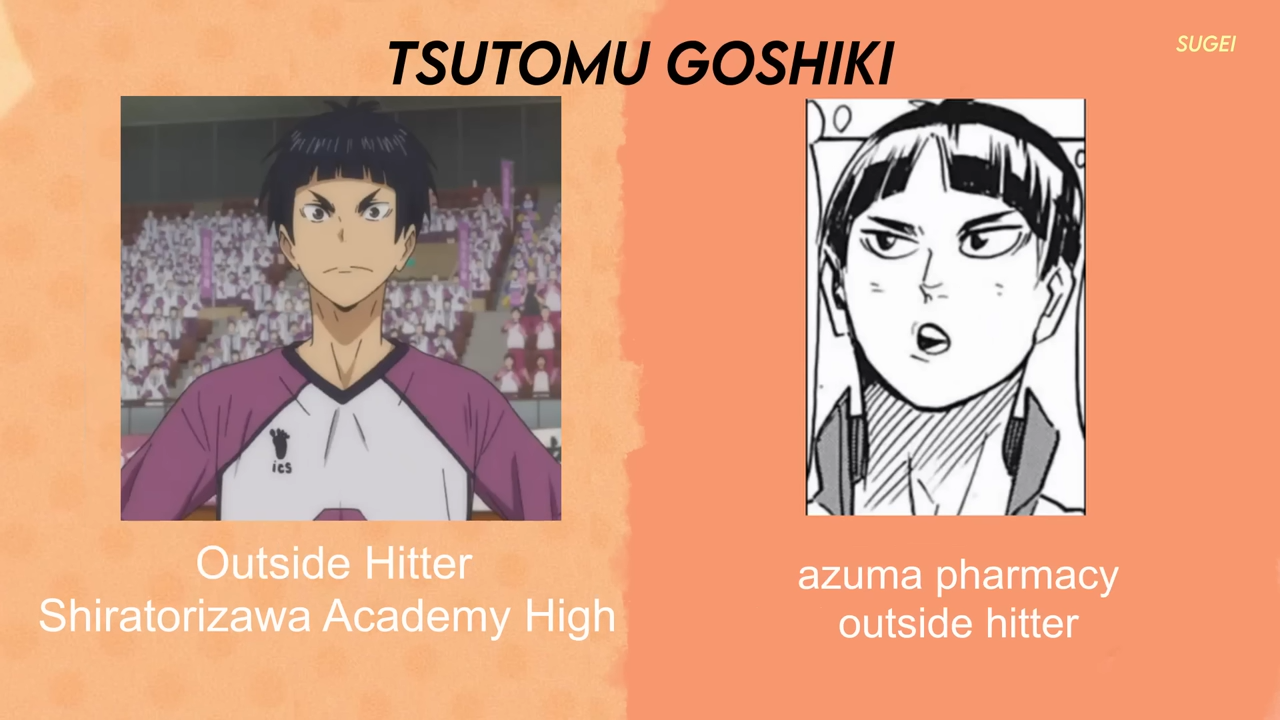 TSUTOMU GOSHIKI
SUGEI
ics
Outside Hitter
Shiratorizawa Academy High
azuma pharmacy
outside hitter